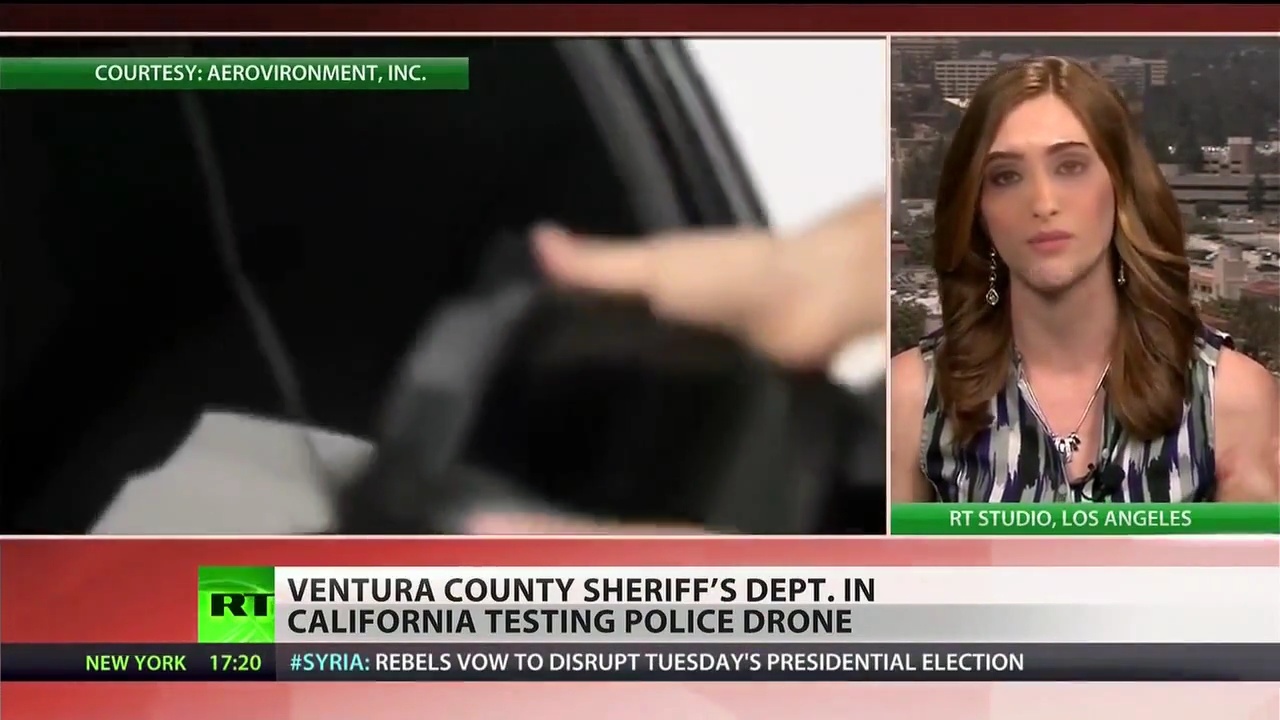 COURTESY: AEROVIRONMENT, INC.
RT STUDIO, LOS ANGELES
RT
VENTURA COUNTY SHERIFF'S DEPT. IN
CALIFORNIA TESTING POLICE DRONE
NEW YORK 17:20 #SYRIA: REBELS VOW TO DISRUPT TUESDAY'S PRESIDENTIAL ELECTION